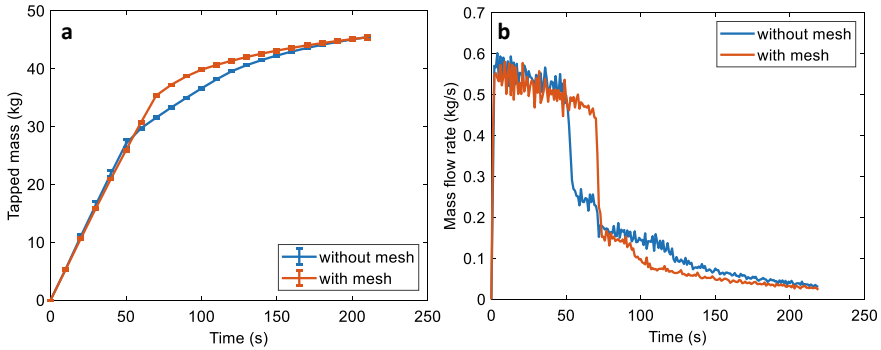 a
Tapped mass (kg)
50
40
30
20
10
0
0 50 100 150 200 250
Time (s)
without mesh
with mesh
b
Mass flow rate (kg/s)
0.7
0.6
0.5
0.4
0.3
0.2
0.1
0
0 50 100 150 200 250
Time (s)
without mesh
with mesh